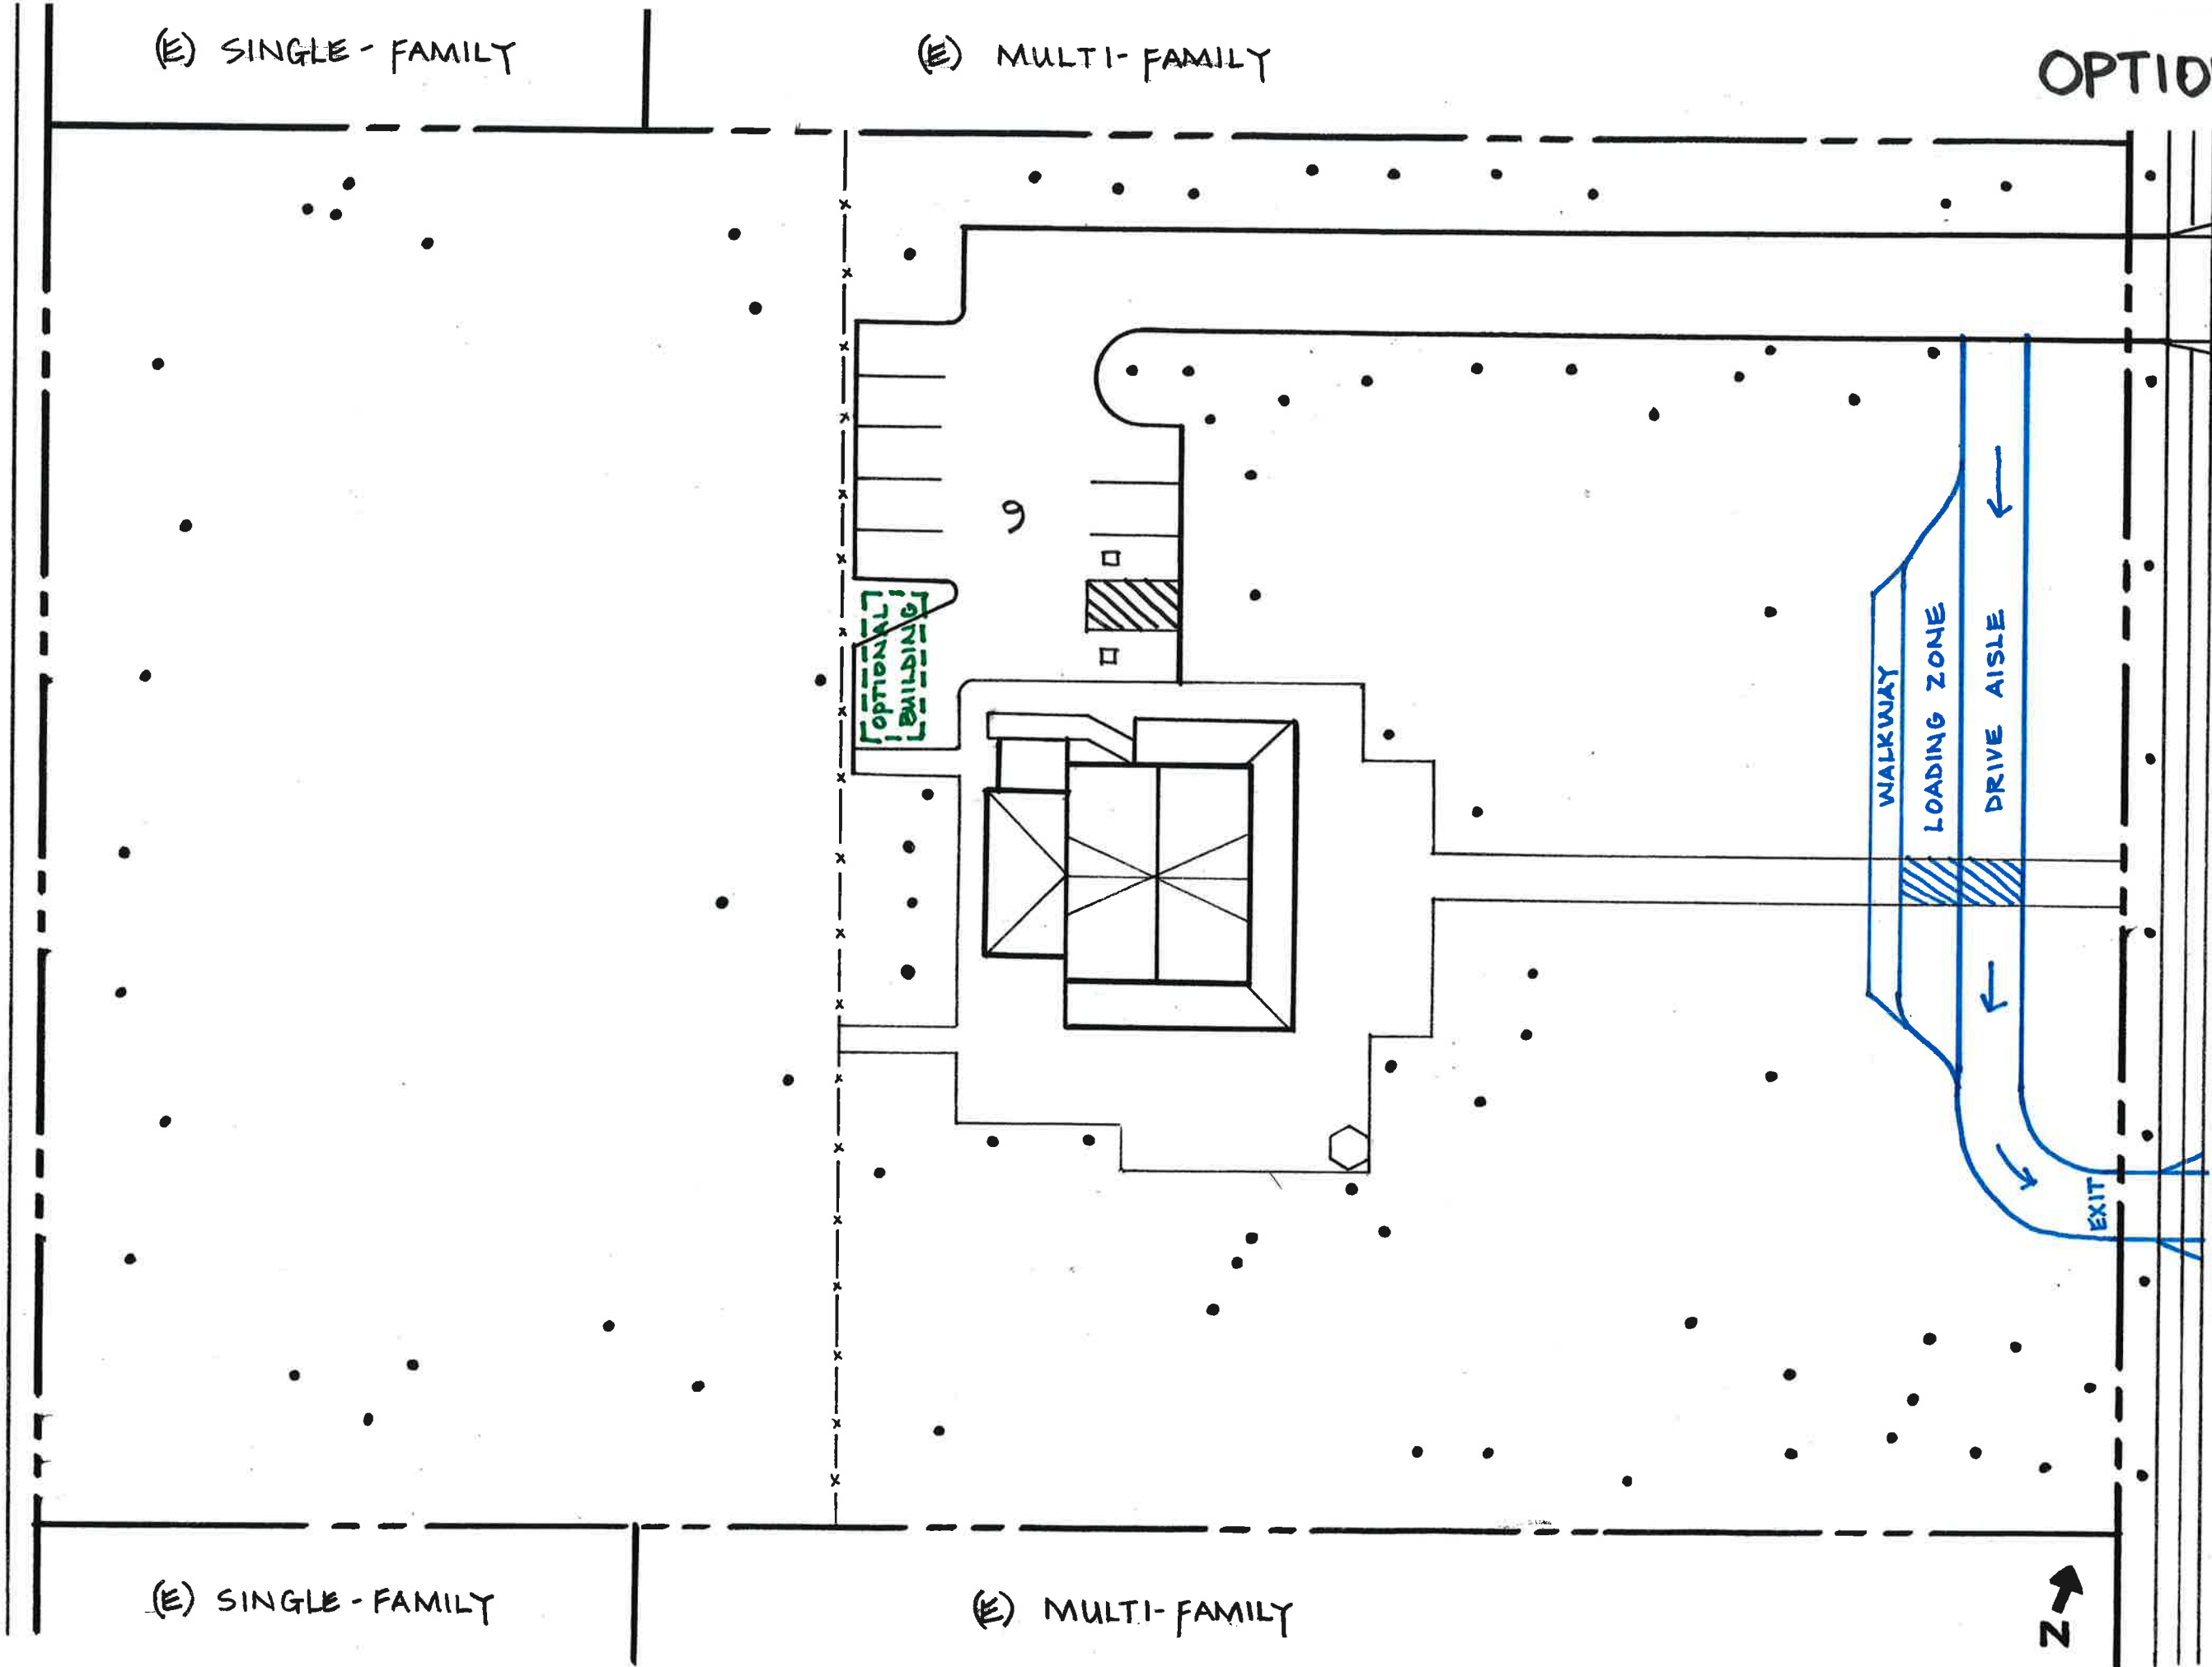 (E) SINGLE - FAMILY
(E) MULTI - FAMILY
OPTIO
9
OPTIONAL
BUILDING
WALKWAY
LOADING ZONE
DRIVE AISLE
EXIT
(E) SINGLE - FAMILY
(E) MULTI - FAMILY
N